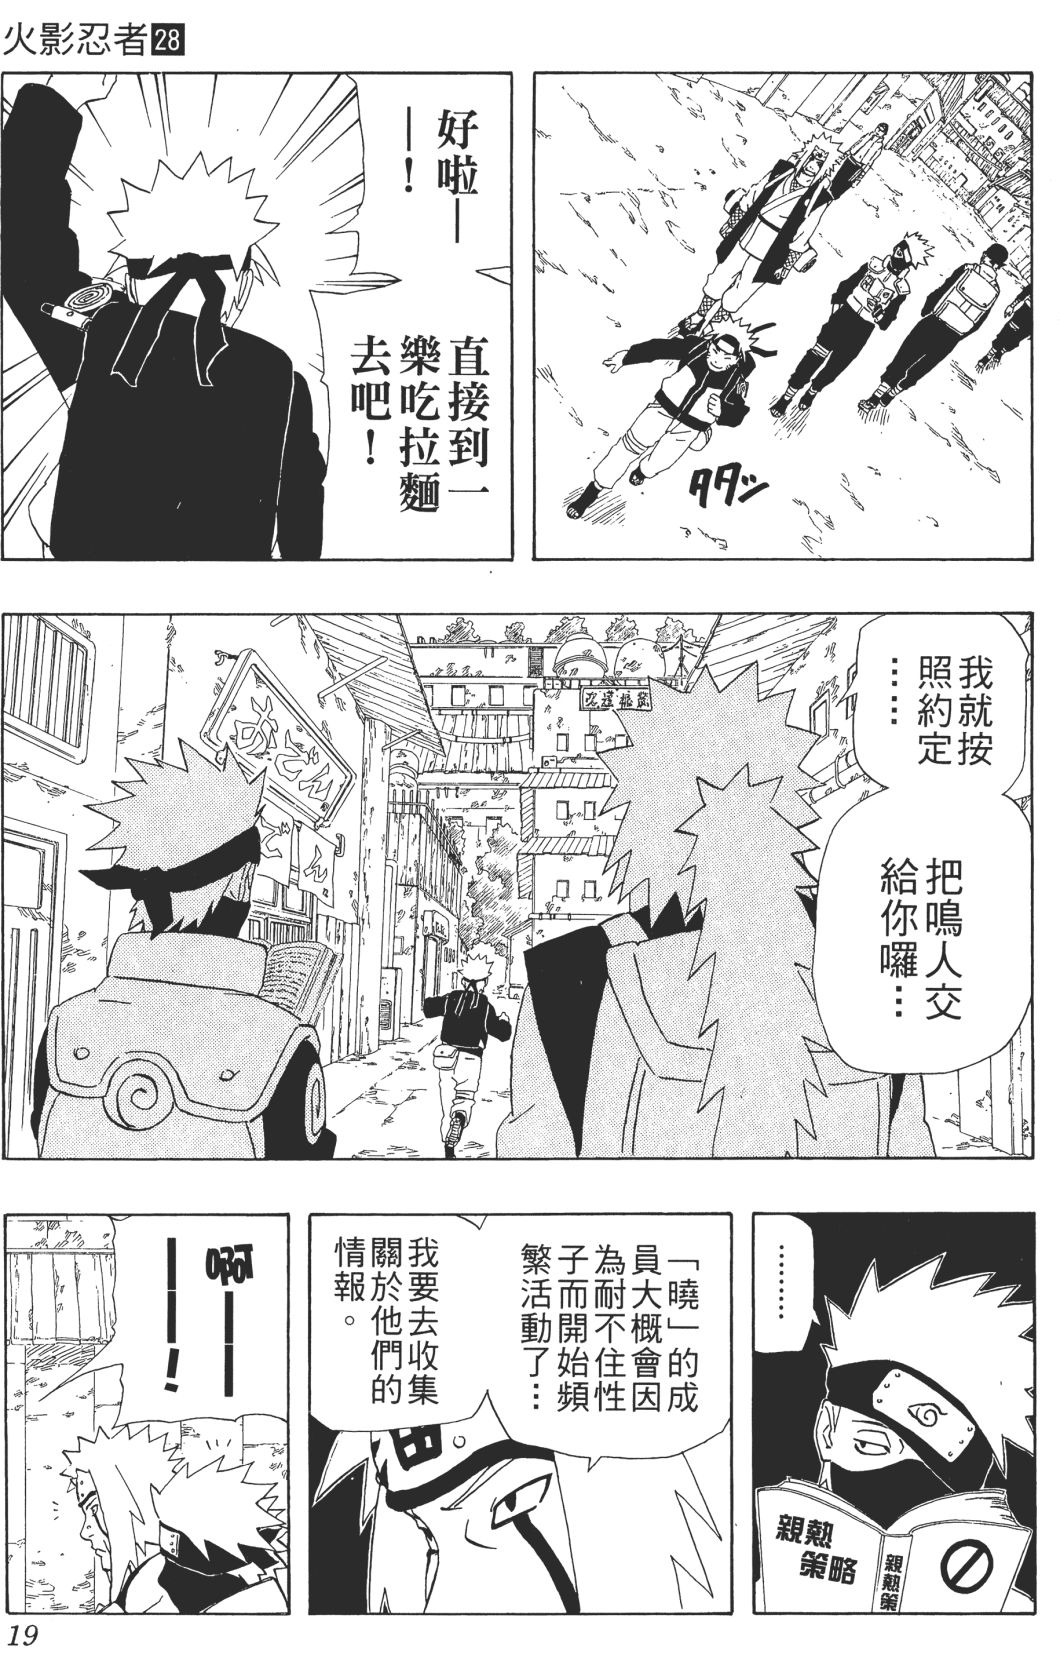 火影忍者28
タタタッ
好啦—
—！
直接到一
樂吃拉麵
去吧！
我就按
照約定
……
把鳴人交
給你囉…
………
親熱
策略
親熱策
「曉」的成
員大概會因
為耐不住性
子而開始頻
繁活動了…
我要去收集
關於他們的
情報。
啊——
——！
19